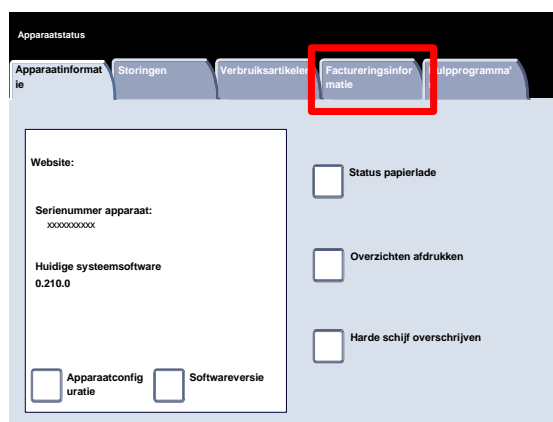 Apparaatstatus
Apparaatinformat
ie
Storingen
Verbruiksartikelen
Factureringsinfor
matie
ulpprogramma'
Website:
Serienummer apparaat:
xxxxxxxxxx
Huidige systeemsoftware
0.210.0
Apparaatconfig
uratie
Softwareversie
Status papierlade
Overzichten afdrukken
Harde schijf overschrijven